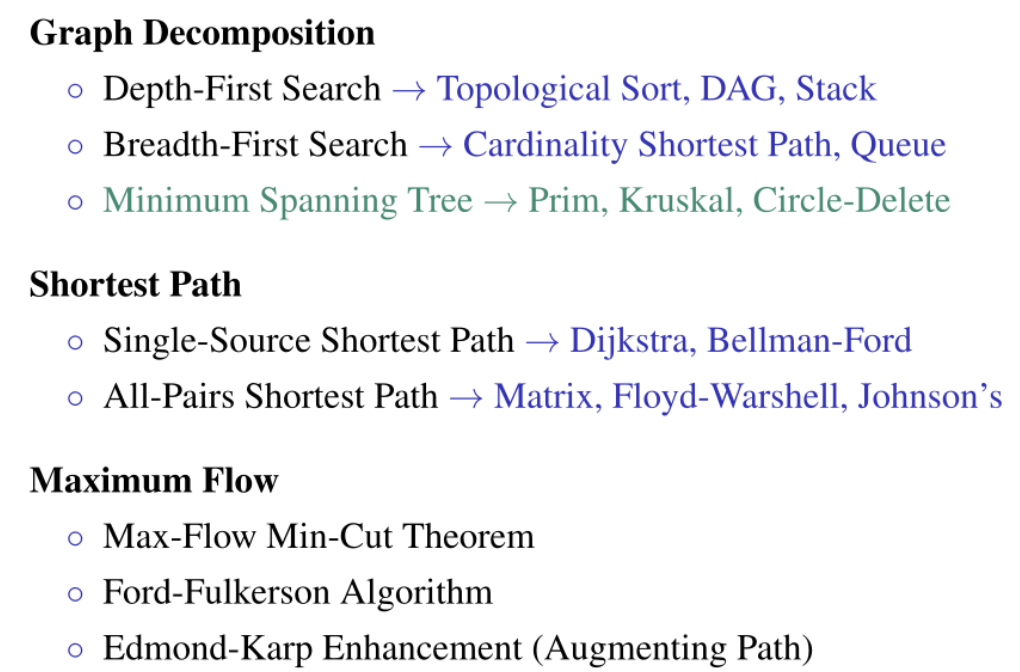 Graph Decomposition
◦ Depth-First Search → Topological Sort, DAG, Stack
◦ Breadth-First Search → Cardinality Shortest Path, Queue
◦ Minimum Spanning Tree → Prim, Kruskal, Circle-Delete
Shortest Path
◦ Single-Source Shortest Path → Dijkstra, Bellman-Ford
◦ All-Pairs Shortest Path → Matrix, Floyd-Warshell, Johnson’s
Maximum Flow
◦ Max-Flow Min-Cut Theorem
◦ Ford-Fulkerson Algorithm
◦ Edmond-Karp Enhancement (Augmenting Path)